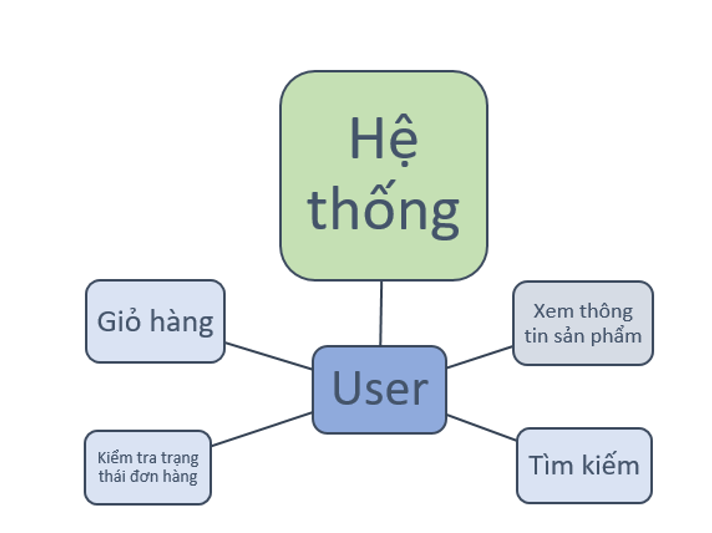 Hệ
thống
Giỏ hàng
Xem thông
tin sản phẩm
User
Kiểm tra trạng
thái đơn hàng
Tìm kiếm